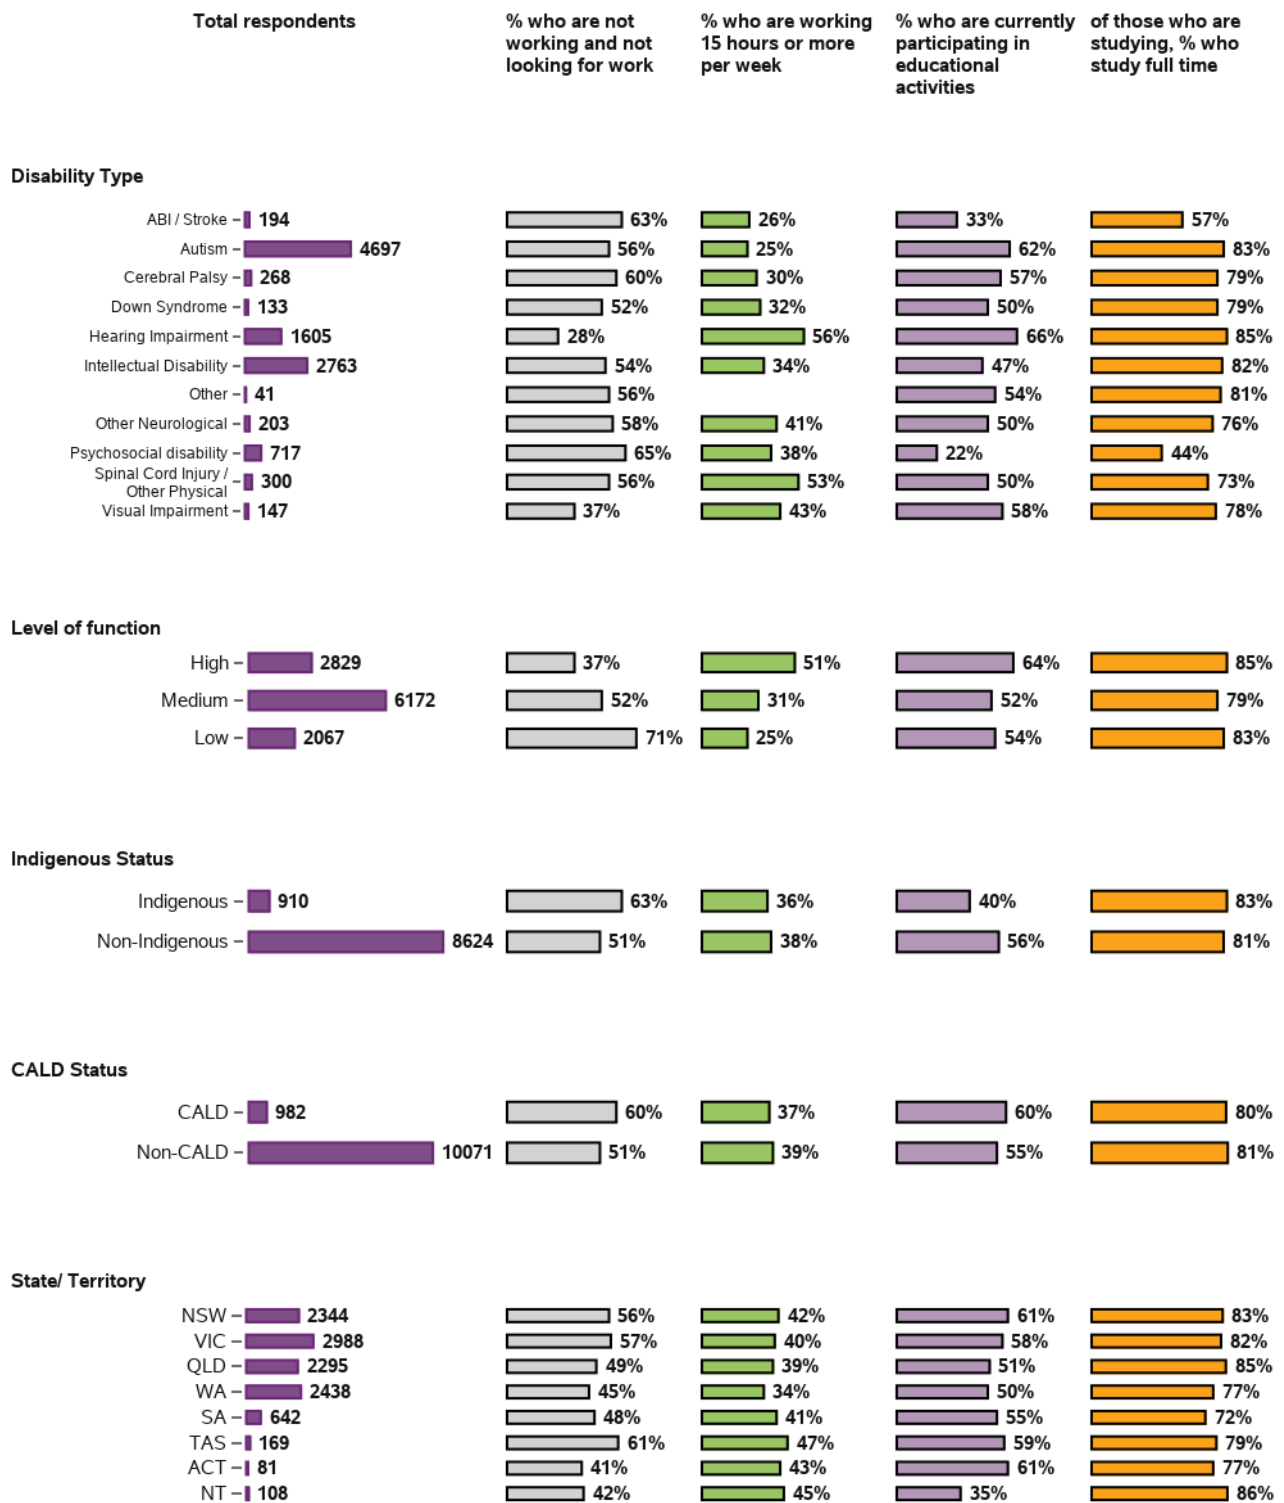 Total respondents
% who are not working and not looking for work
% who are working 15 hours or more per week
% who are currently participating in educational activities
of those who are studying, % who study full time
Disability Type
ABI / Stroke 194 63% 26% 33% 57%
Autism 4697 56% 25% 62% 83%
Cerebral Palsy 268 60% 30% 57% 79%
Down Syndrome 133 52% 32% 50% 79%
Hearing Impairment 1605 28% 56% 66% 85%
Intellectual Disability 2763 54% 34% 47% 82%
Other 41 56% 54% 81%
Other Neurological 203 58% 41% 50% 76%
Psychosocial disability 717 65% 38% 22% 44%
Spinal Cord Injury / Other Physical 300 56% 53% 50% 73%
Visual Impairment 147 37% 43% 58% 78%
Level of function
High 2829 37% 51% 64% 85%
Medium 6172 52% 31% 52% 79%
Low 2067 71% 25% 54% 83%
Indigenous Status
Indigenous 910 63% 36% 40% 83%
Non-Indigenous 8624 51% 38% 56% 81%
CALD Status
CALD 982 60% 37% 60% 80%
Non-CALD 10071 51% 39% 55% 81%
State/ Territory
NSW 2344 56% 42% 61% 83%
VIC 2988 57% 40% 58% 82%
QLD 2295 49% 39% 51% 85%
WA 2438 45% 34% 50% 77%
SA 642 48% 41% 55% 72%
TAS 169 61% 47% 59% 79%
ACT 81 41% 43% 61% 77%
NT 108 42% 45% 35% 86%